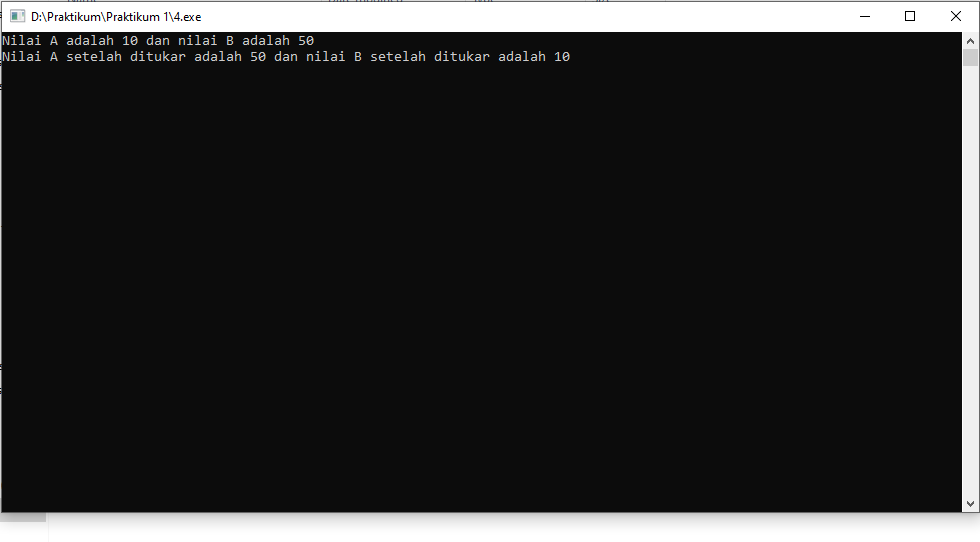 D:\Praktikum\Praktikum 1\4.exe
Nilai A adalah 10 dan nilai B adalah 50
Nilai A setelah ditukar adalah 50 dan nilai B setelah ditukar adalah 10